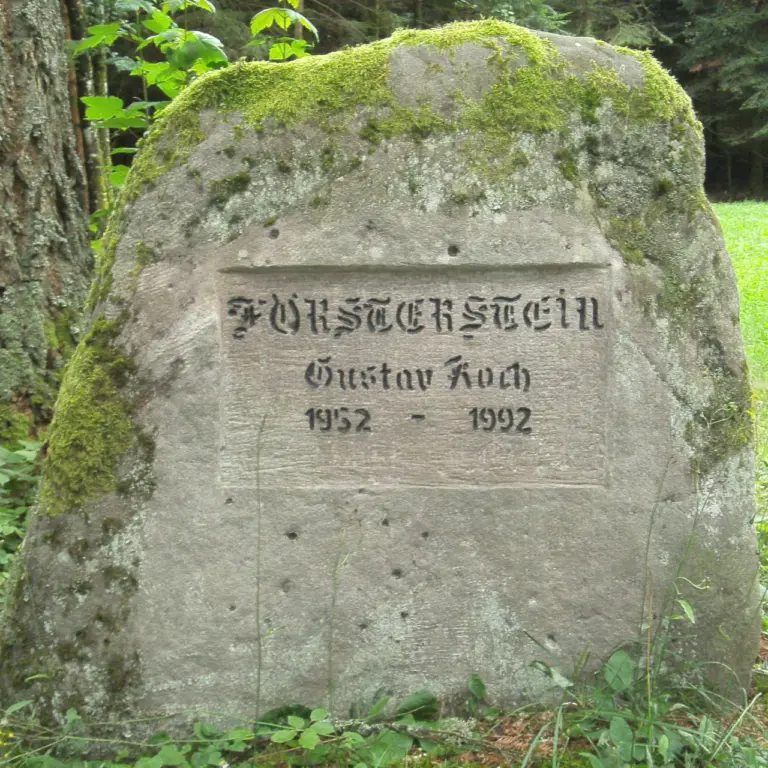 FÖRSTERSTEIN
Gustav Koch
1952 - 1992